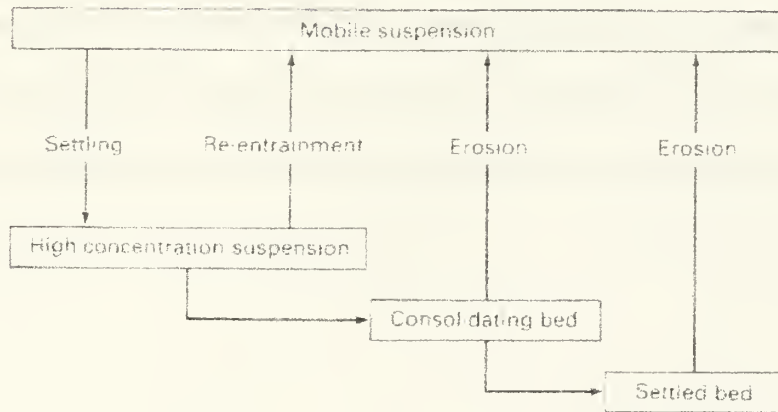 Mobile suspension
Settling Re-entrainment Erosion Erosion
High concentration suspension
Consolidating bed
Settled bed